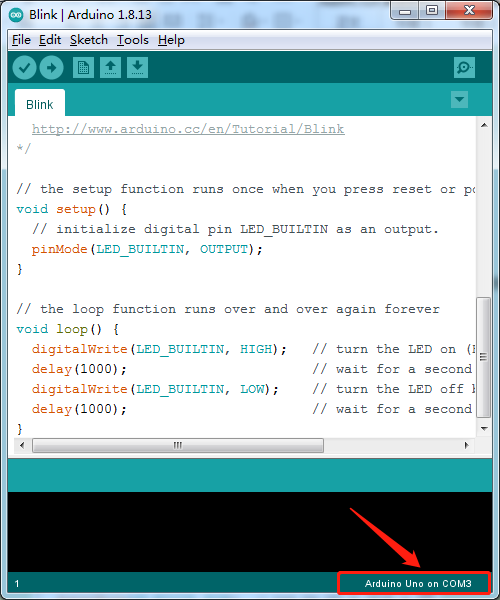 Blink | Arduino 1.8.13
File Edit Sketch Tools Help
Blink
http://www.arduino.cc/en/Tutorial/Blink
*/
// the setup function runs once when you press reset or
void setup() {
// initialize digital pin LED_BUILTIN as an output.
pinMode(LED_BUILTIN, OUTPUT);
}
// the loop function runs over and over again forever
void loop() {
digitalWrite(LED_BUILTIN, HIGH); // turn the LED on
delay(1000); // wait for a second
digitalWrite(LED_BUILTIN, LOW); // turn the LED off
delay(1000); // wait for a second
}
1
Arduino Uno on COM3